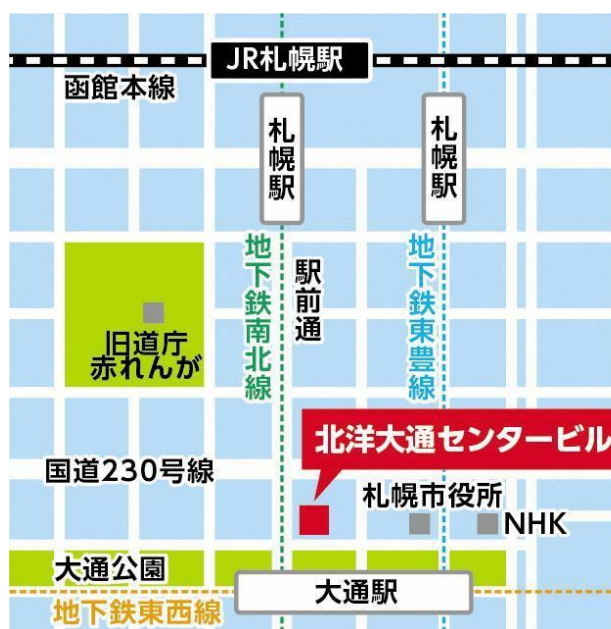 JR札幌駅
函館本線
札幌駅
札幌駅
地下鉄南北線
駅前通
地下鉄東豊線
旧道庁
赤れんが
北洋大通センタービル
国道230号線
札幌市役所
NHK
大通公園
大通駅
地下鉄東西線